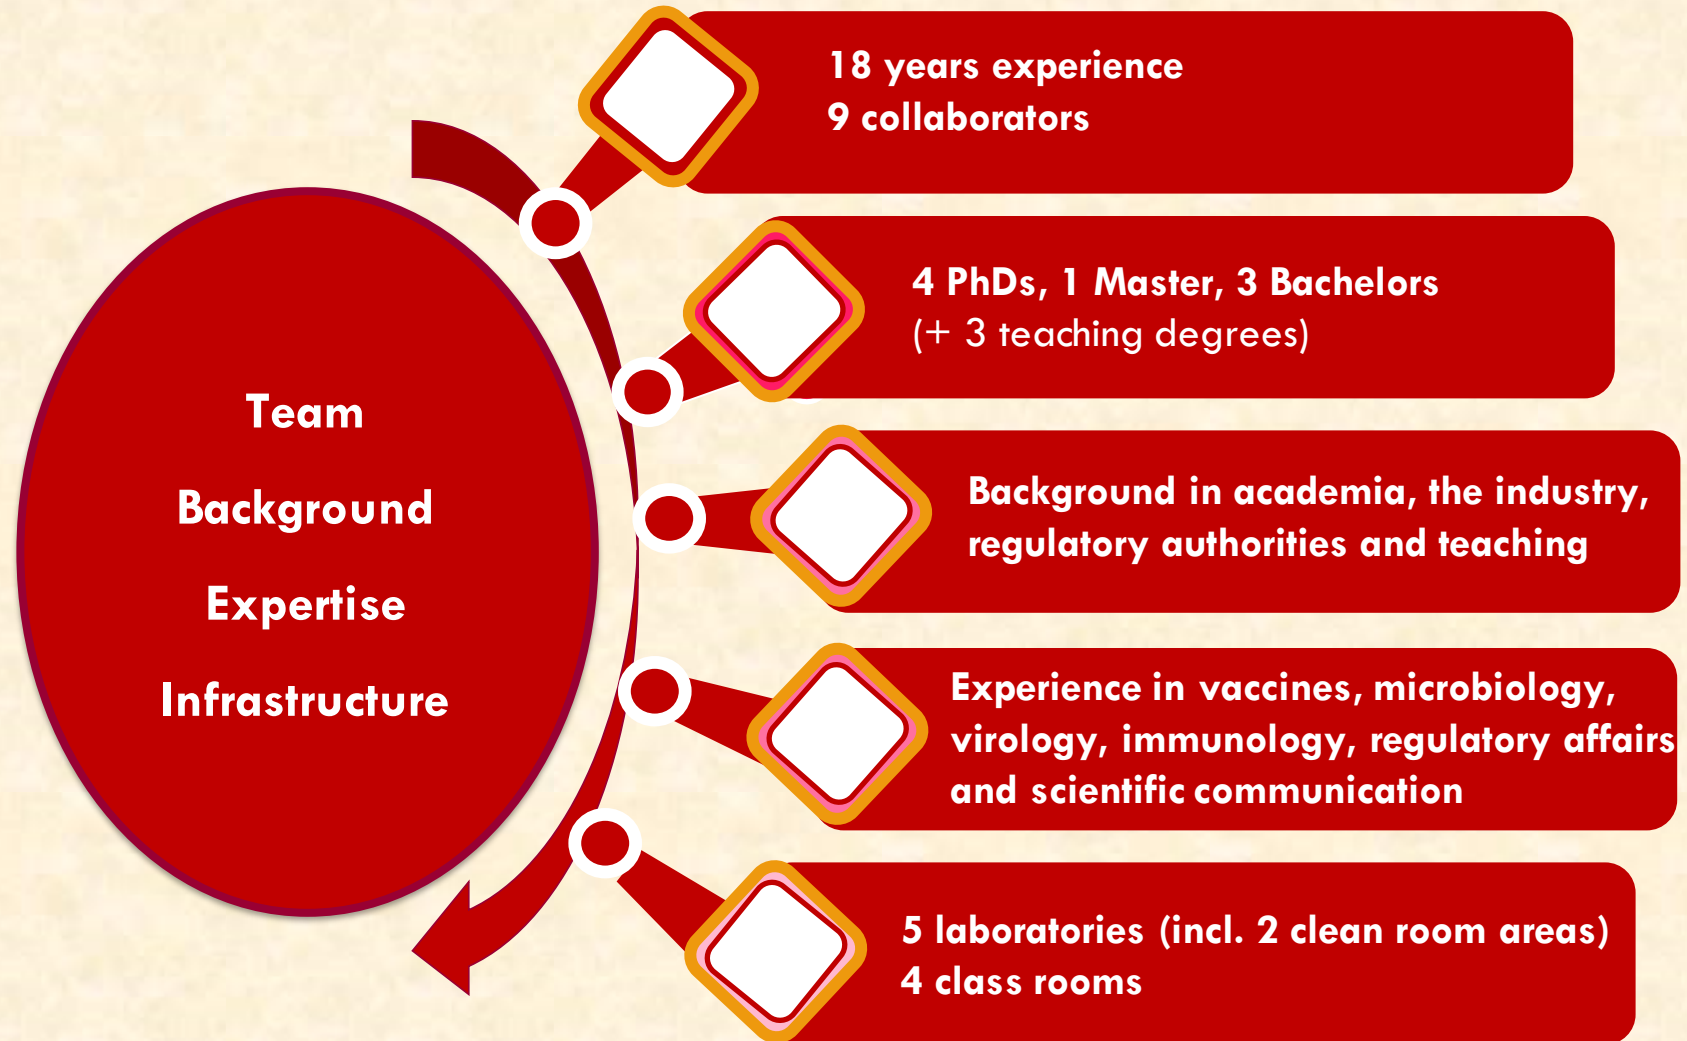 Team
Background
Expertise
Infrastructure
18 years experience
9 collaborators
4 PhDs, 1 Master, 3 Bachelors
(+ 3 teaching degrees)
Background in academia, the industry,
regulatory authorities and teaching
Experience in vaccines, microbiology,
virology, immunology, regulatory affairs
and scientific communication
5 laboratories (incl. 2 clean room areas)
4 class rooms